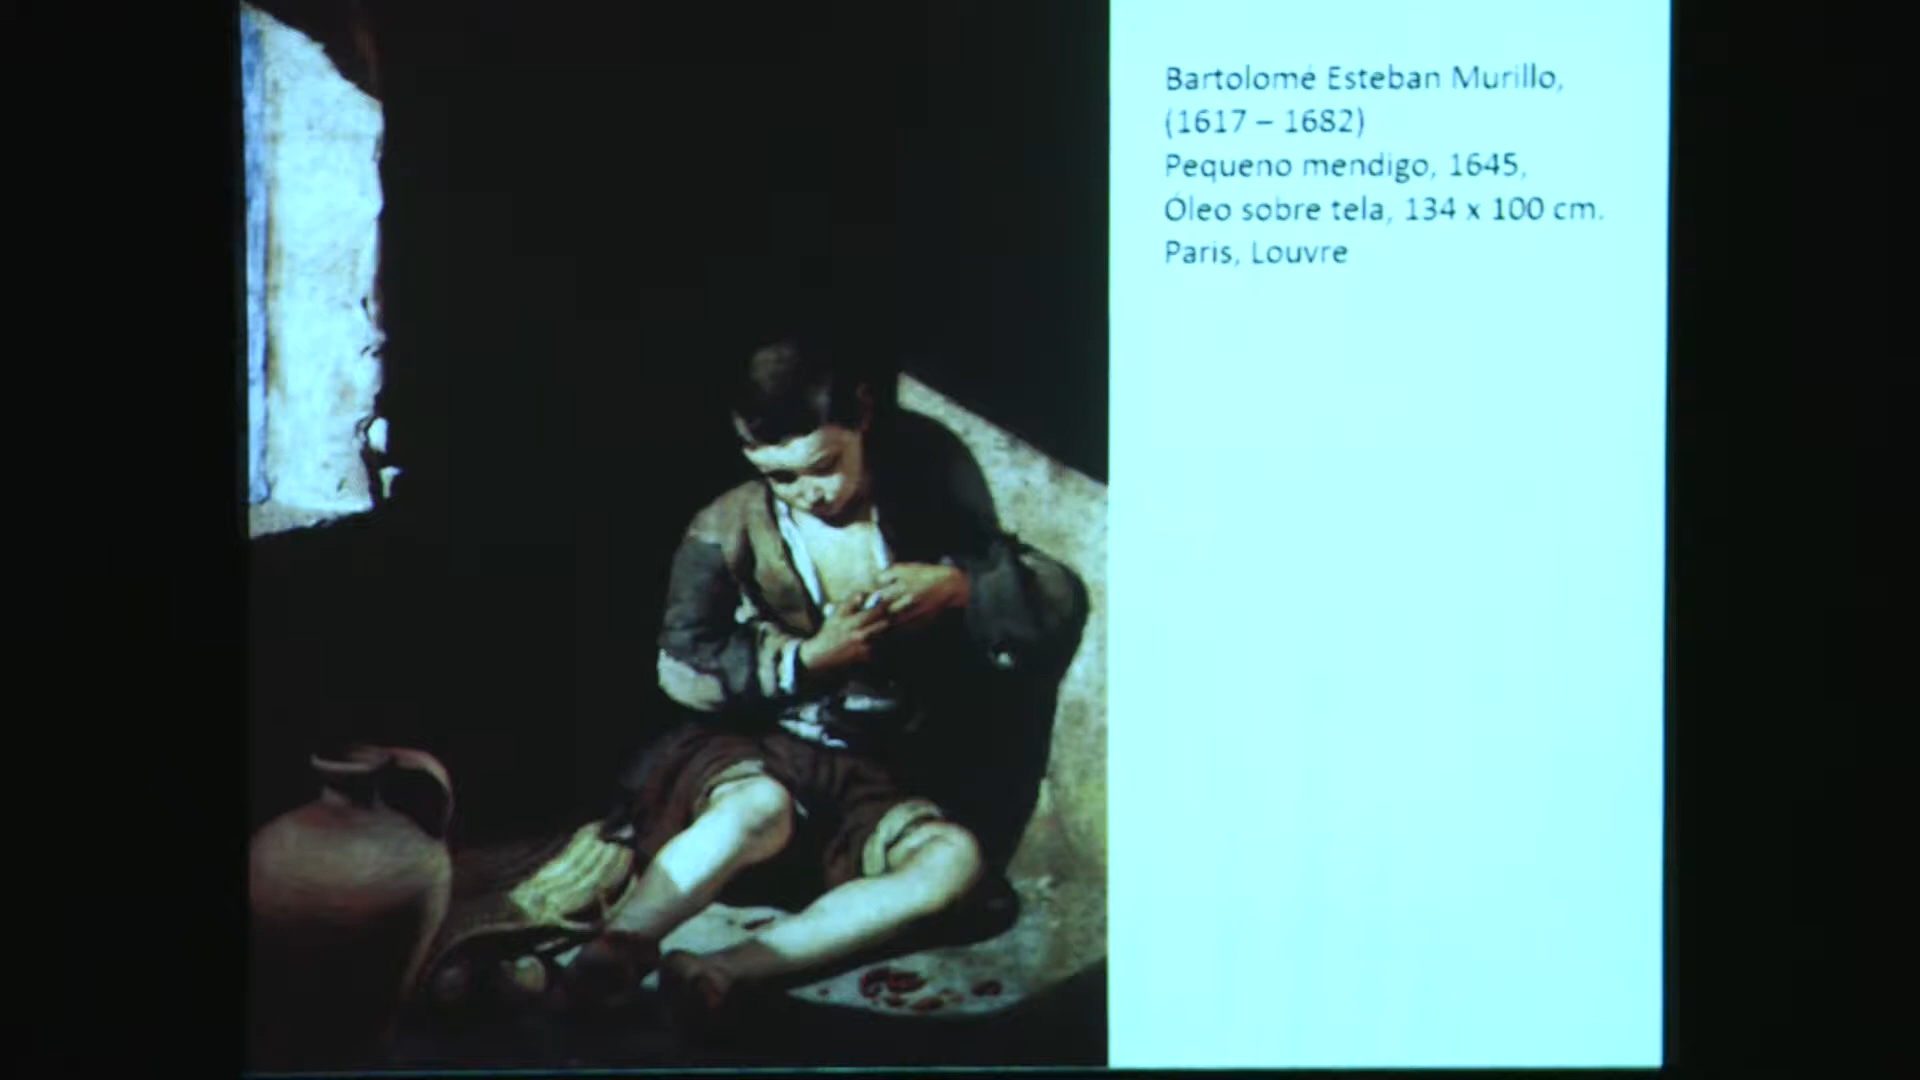 Bartolomé Esteban Murillo,
(1617 – 1682)
Pequeno mendigo, 1645,
Óleo sobre tela, 134 x 100 cm.
Paris, Louvre